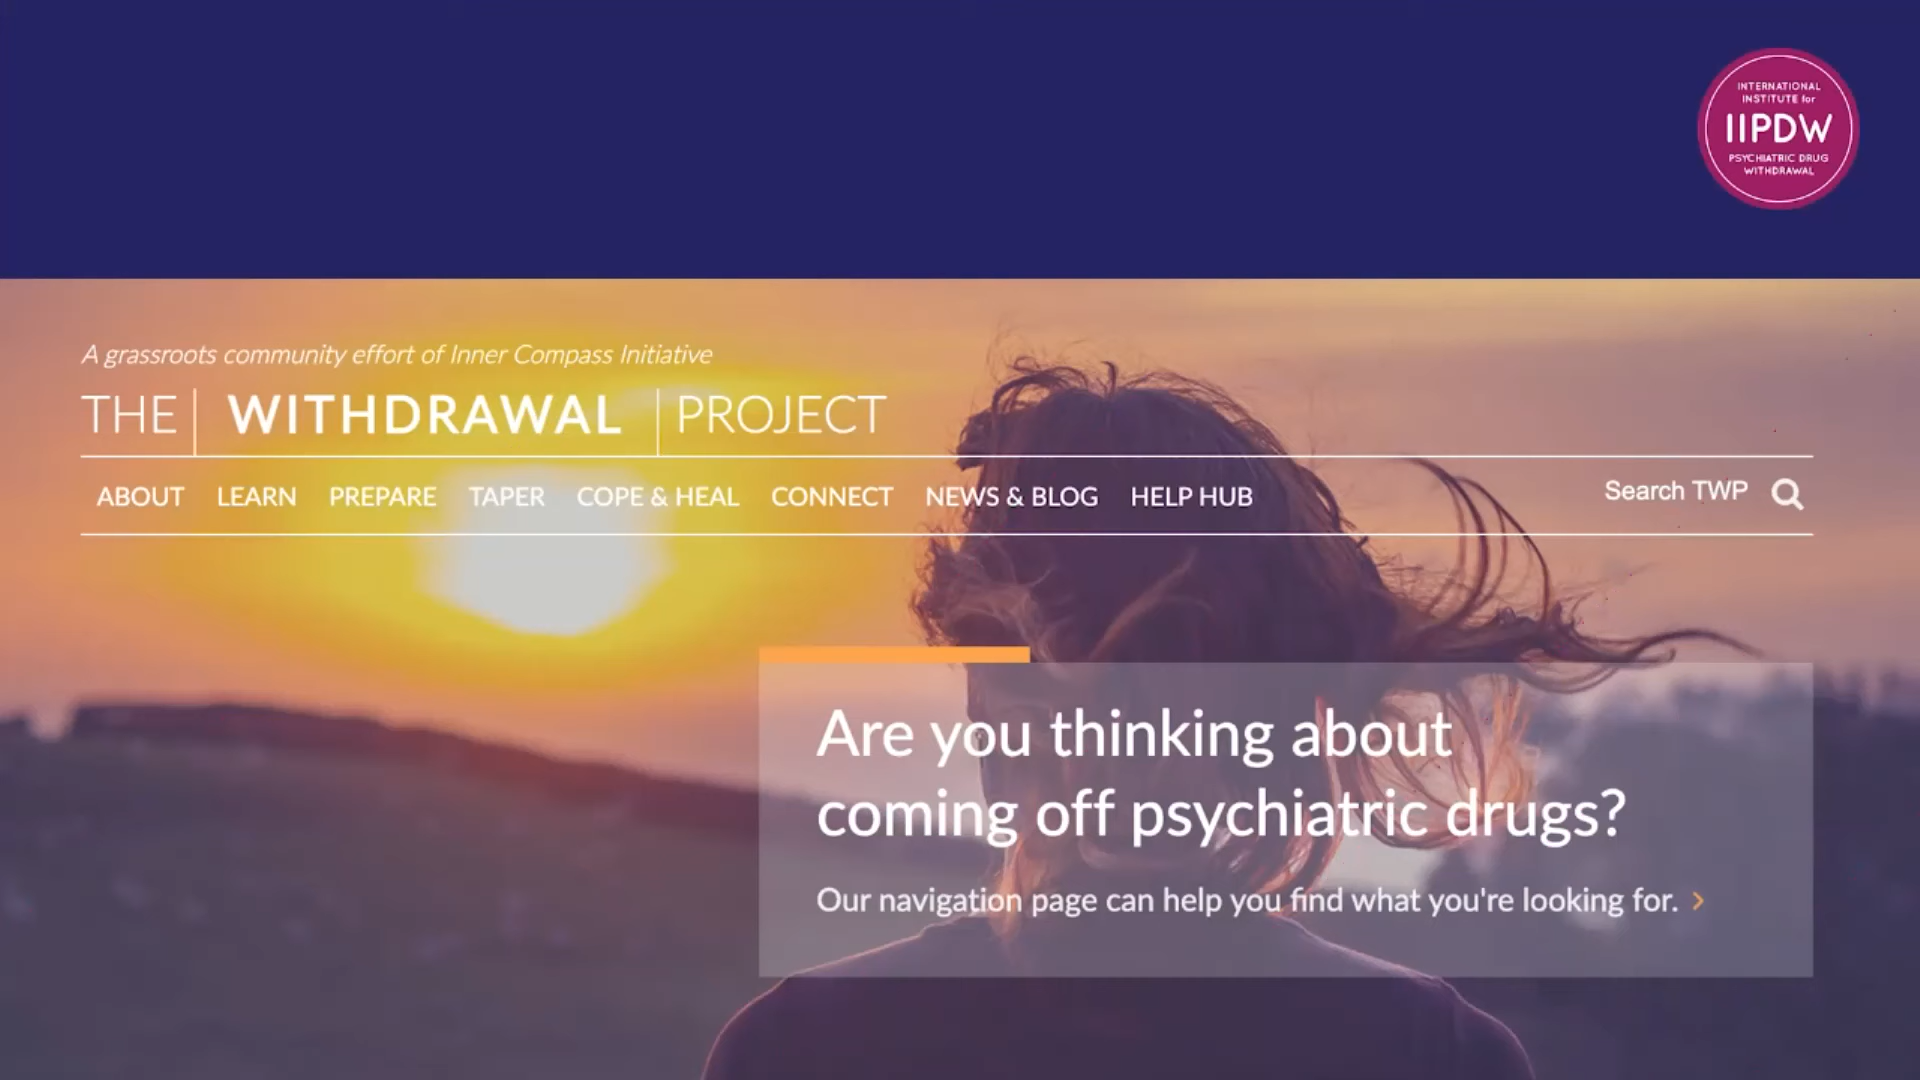 INTERNATIONAL
INSTITUTE for
IIPDW
PSYCHIATRIC DRUG
WITHDRAWAL
A grassroots community effort of Inner Compass Initiative
THE WITHDRAWAL PROJECT
ABOUT LEARN PREPARE TAPER COPE & HEAL CONNECT NEWS & BLOG HELP HUB Search TWP
Are you thinking about
coming off psychiatric drugs?
Our navigation page can help you find what you're looking for. >